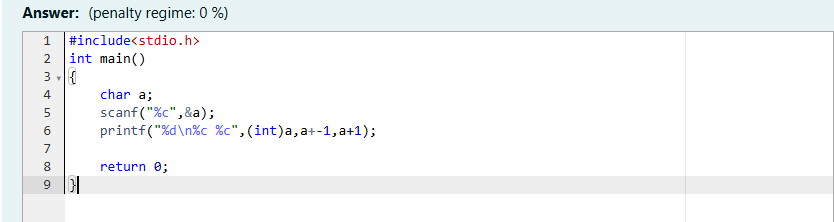 Answer: (penalty regime: 0 %)
1 #include<stdio.h>
2 int main()
3 {
4 char a;
5 scanf("%c",&a);
6 printf("%d\n%c %c",(int)a,a+-1,a+1);
7
8 return 0;
9 }